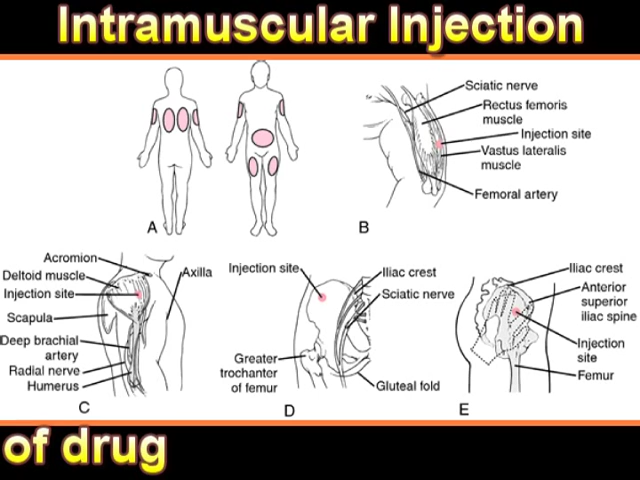 Intramuscular Injection
A
Sciatic nerve
Rectus femoris
muscle
Injection site
Vastus lateralis
muscle
Femoral artery
B
Acromion
Deltoid muscle
Injection site
Scapula
Deep brachial
artery
Radial nerve
Humerus
Axilla
C
Injection site
Iliac crest
Sciatic nerve
Greater
trochanter
of femur
Gluteal fold
D
Iliac crest
Anterior
superior
iliac spine
Injection
site
Femur
E
of drug